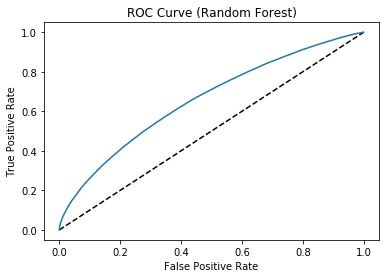 ROC Curve (Random Forest)
1.0
0.8
0.6
0.4
0.2
0.0
True Positive Rate
0.0 0.2 0.4 0.6 0.8 1.0
False Positive Rate